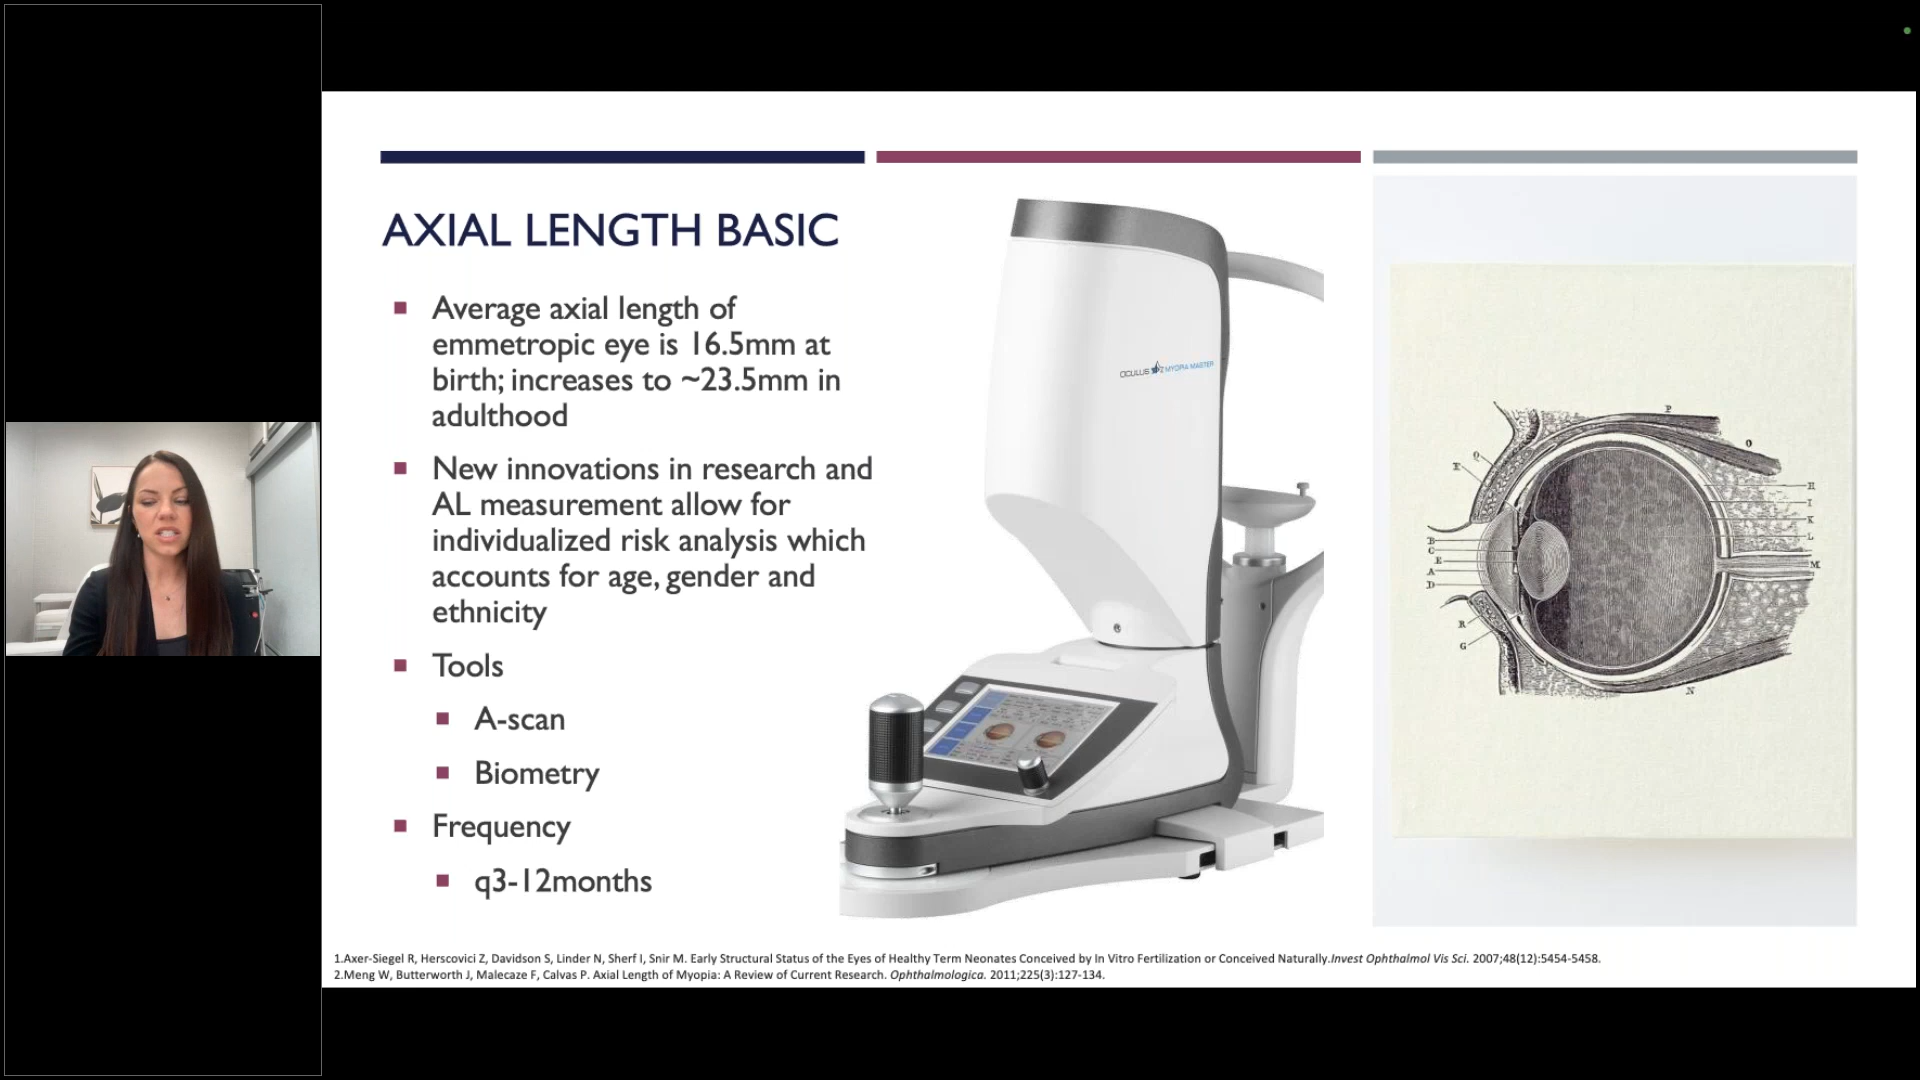 AXIAL LENGTH BASIC
Average axial length of
emmetropic eye is 16.5mm at
birth; increases to ~23.5mm in
adulthood
New innovations in research and
AL measurement allow for
individualized risk analysis which
accounts for age, gender and
ethnicity
Tools
A-scan
Biometry
Frequency
q3-12months
OCULUS MYOPIA MASTER
P
O
Q
H
I
K
L
B
C
E
A
D
M
R
G
N
1.Axer-Siegel R, Herscovici Z, Davidson S, Linder N, Sherf I, Snir M. Early Structural Status of the Eyes of Healthy Term Neonates Conceived by In Vitro Fertilization or Conceived Naturally.Invest Ophthalmol Vis Sci. 2007;48(12):5454-5458.
2.Meng W, Butterworth J, Malecaze F, Calvas P. Axial Length of Myopia: A Review of Current Research. Ophthalmologica. 2011;225(3):127-134.